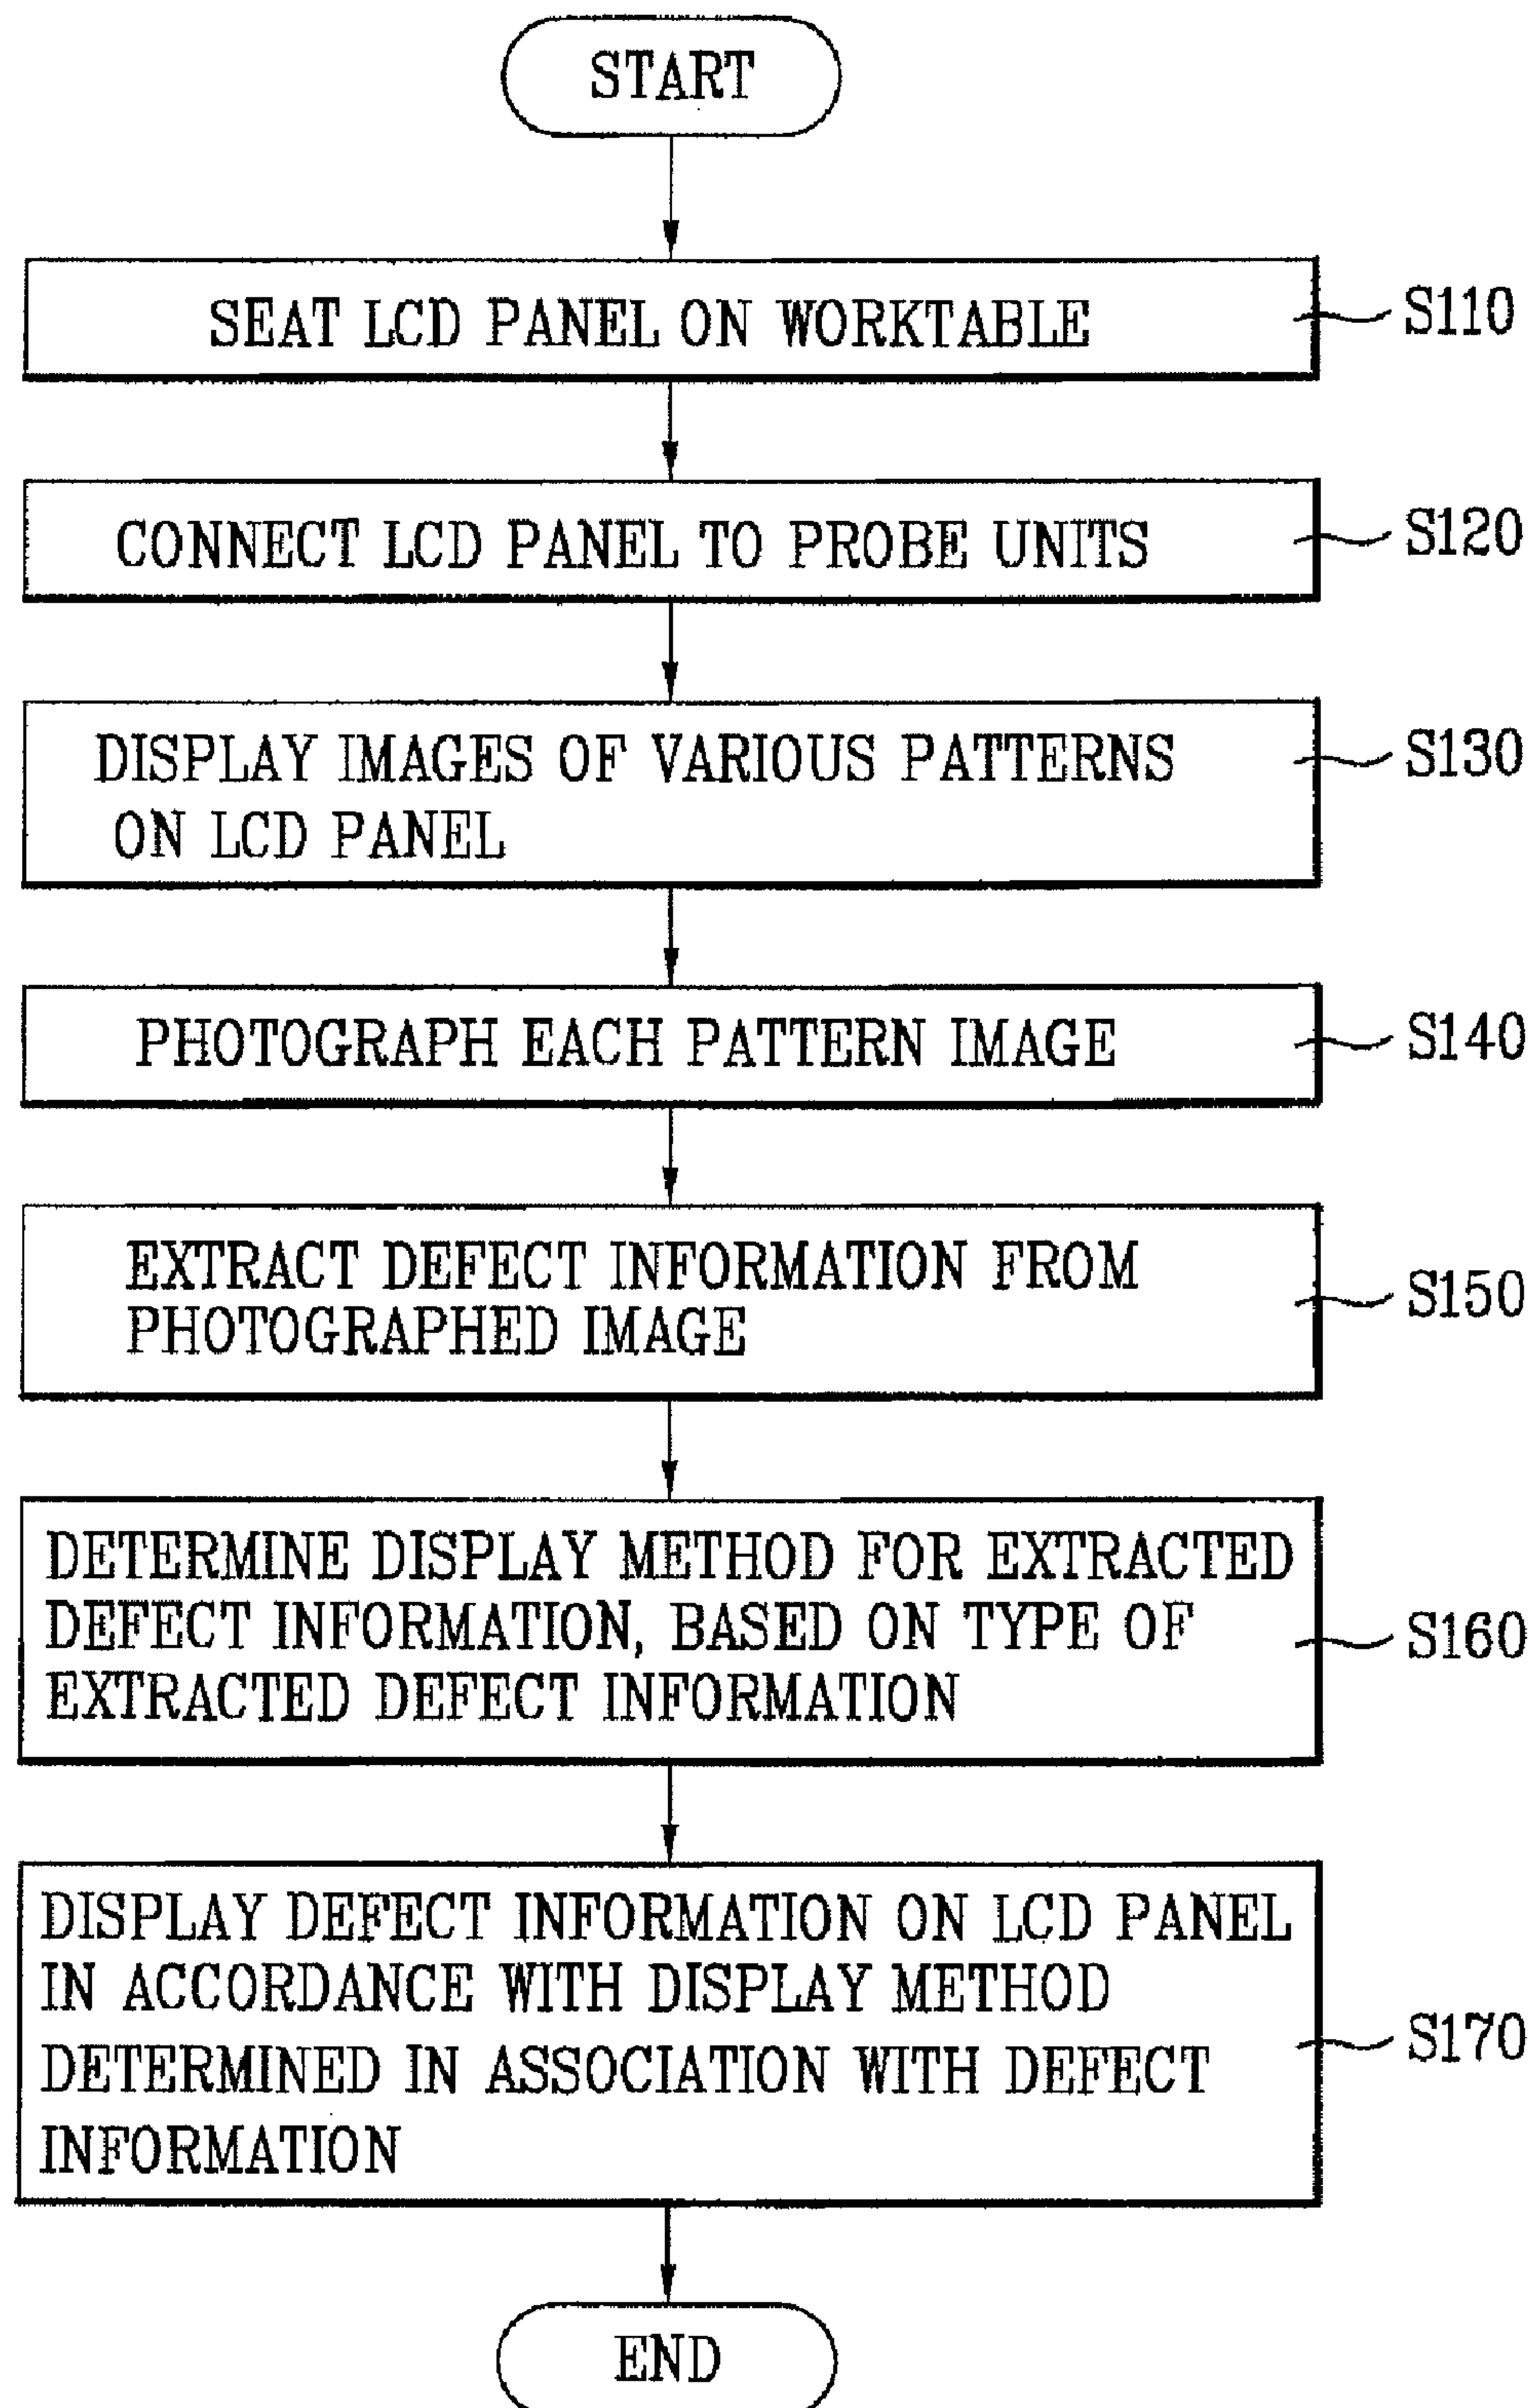 START
SEAT LCD PANEL ON WORKTABLE
S110
CONNECT LCD PANEL TO PROBE UNITS
S120
DISPLAY IMAGES OF VARIOUS PATTERNS
ON LCD PANEL
S130
PHOTOGRAPH EACH PATTERN IMAGE
S140
EXTRACT DEFECT INFORMATION FROM
PHOTOGRAPHED IMAGE
S150
DETERMINE DISPLAY METHOD FOR EXTRACTED
DEFECT INFORMATION, BASED ON TYPE OF
EXTRACTED DEFECT INFORMATION
S160
DISPLAY DEFECT INFORMATION ON LCD PANEL
IN ACCORDANCE WITH DISPLAY METHOD
DETERMINED IN ASSOCIATION WITH DEFECT
INFORMATION
S170
END